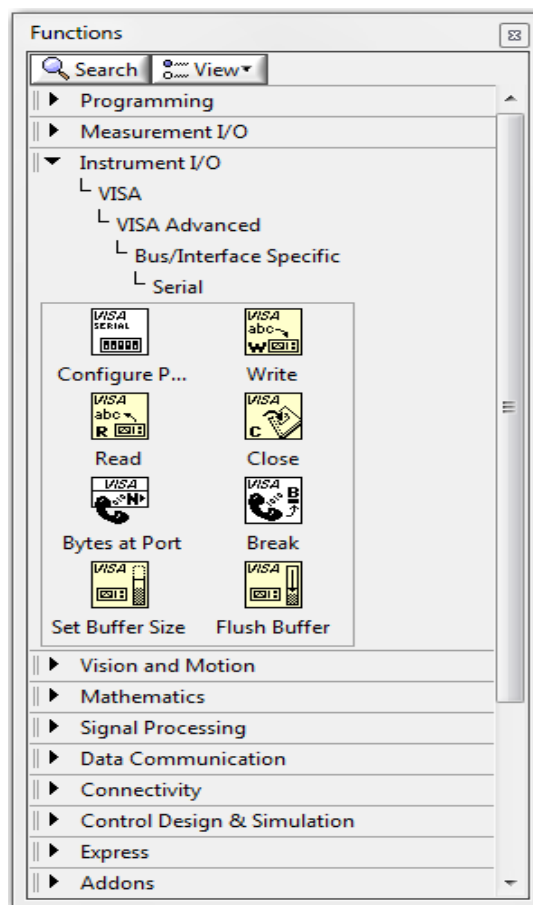 Functions
Search View
Programming
Measurement I/O
Instrument I/O
VISA
VISA Advanced
Bus/Interface Specific
Serial
VISA SERIAL
VISA abc W
Configure P... Write
VISA abc R
VISA C
Read Close
VISA N
VISA B
Bytes at Port Break
VISA
VISA
Set Buffer Size Flush Buffer
Vision and Motion
Mathematics
Signal Processing
Data Communication
Connectivity
Control Design & Simulation
Express
Addons